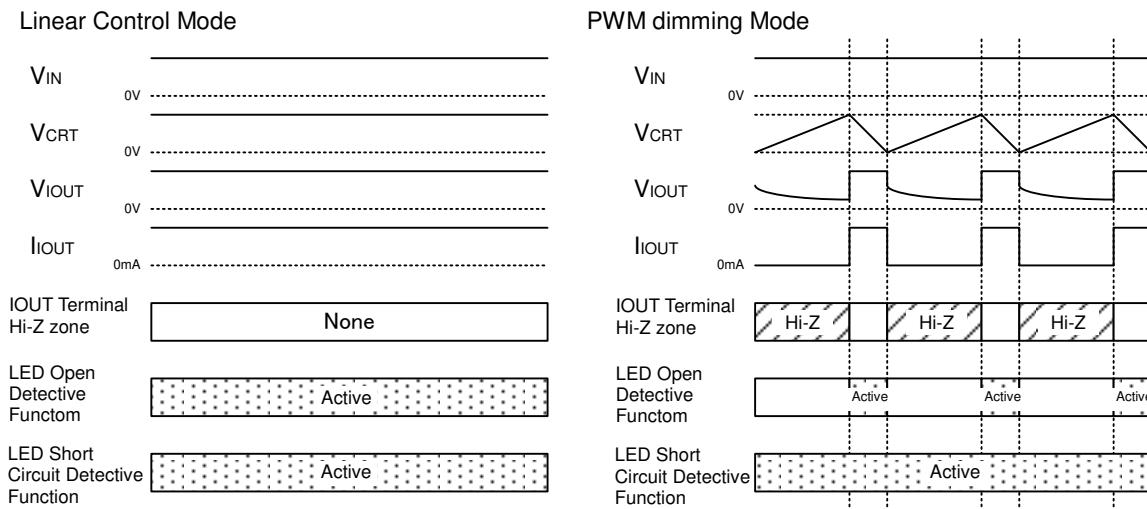 Linear Control Mode
VIN
0V
VCRT
0V
VIOUT
0V
IIOUT
0mA
IOUT Terminal
Hi-Z zone
None
LED Open
Detective
Functom
Active
LED Short
Circuit Detective
Function
Active
PWM dimming Mode
VIN
0V
VCRT
VIOUT
0V
IIOUT
0mA
IOUT Terminal
Hi-Z zone
Hi-Z Hi-Z Hi-Z
LED Open
Detective
Functom
Active Active Active
LED Short
Circuit Detective
Function
Active